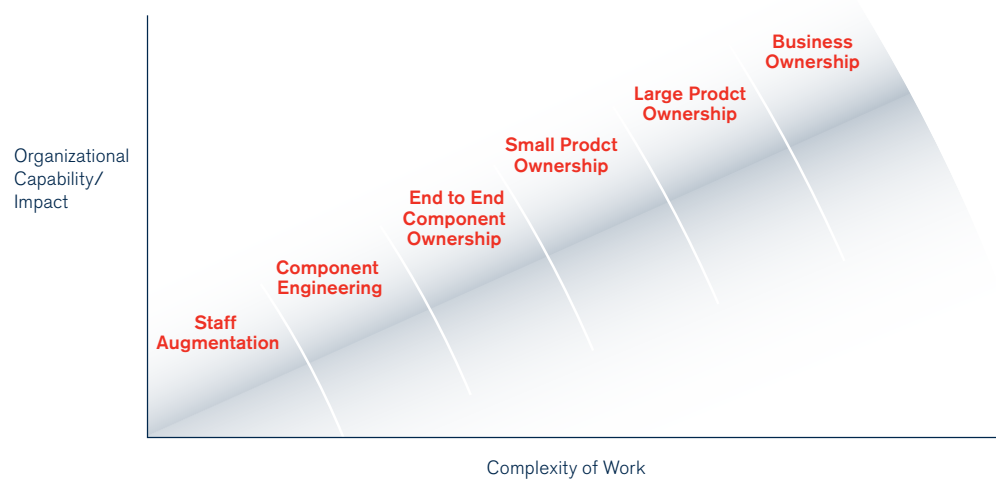 Business
Ownership
Large Prodct
Ownership
Small Prodct
Ownership
Organizational
Capability/
Impact
End to End
Component
Ownership
Component
Engineering
Staff
Augmentation
Complexity of Work